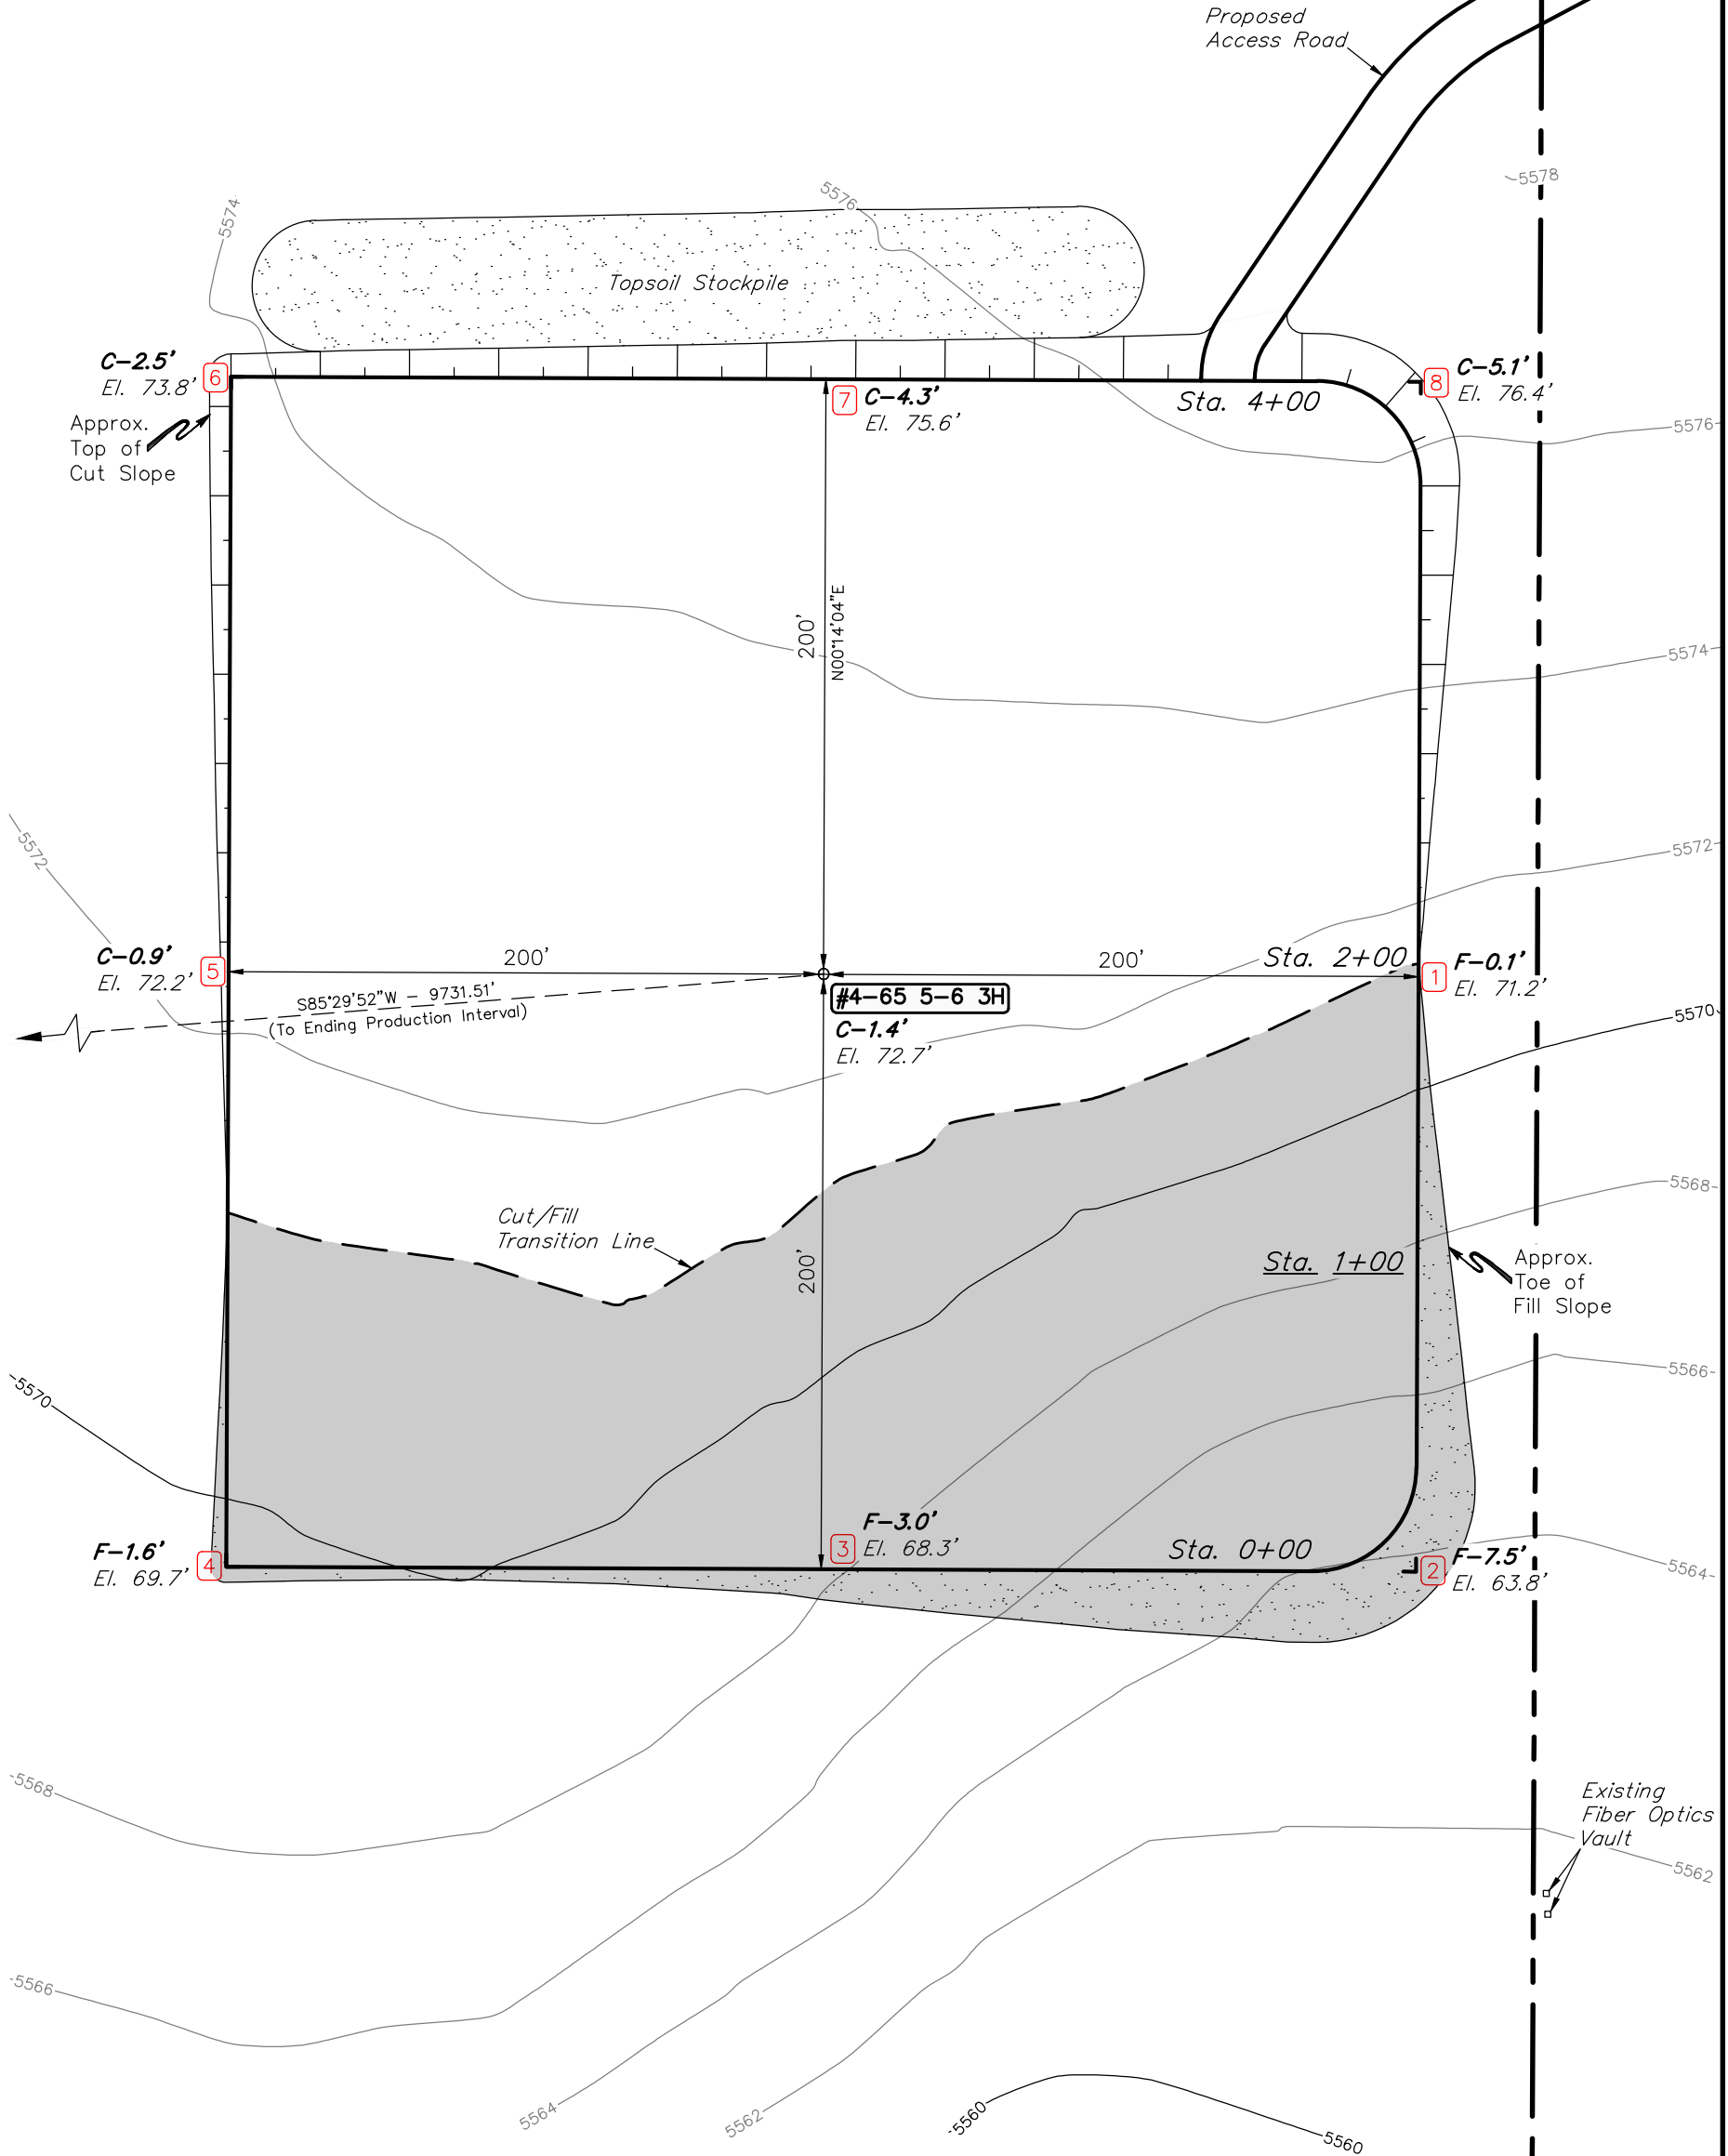 Proposed
Access Road
5578
5574
5576
Topsoil Stockpile
C-2.5'
El. 73.8'
6
C-5.1'
El. 76.4'
8
7
C-4.3'
El. 75.6'
Sta. 4+00
Approx.
Top of
Cut Slope
5576
200'
N00°14'04"E
5574
5572
5572
C-0.9'
El. 72.2'
5
200'
200'
Sta. 2+00
F-0.1'
El. 71.2'
1
S85°29'52"W - 9731.51'
(To Ending Production Interval)
#4-65 5-6 3H
C-1.4'
El. 72.7'
5570
5568
Cut/Fill
Transition Line
200'
Sta. 1+00
Approx.
Toe of
Fill Slope
5566
5570
F-3.0'
El. 68.3'
3
Sta. 0+00
F-1.6'
El. 69.7'
4
2
F-7.5'
El. 63.8'
5564
5568
Existing
Fiber Optics
Vault
5562
5566
5564
5562
5560
5560